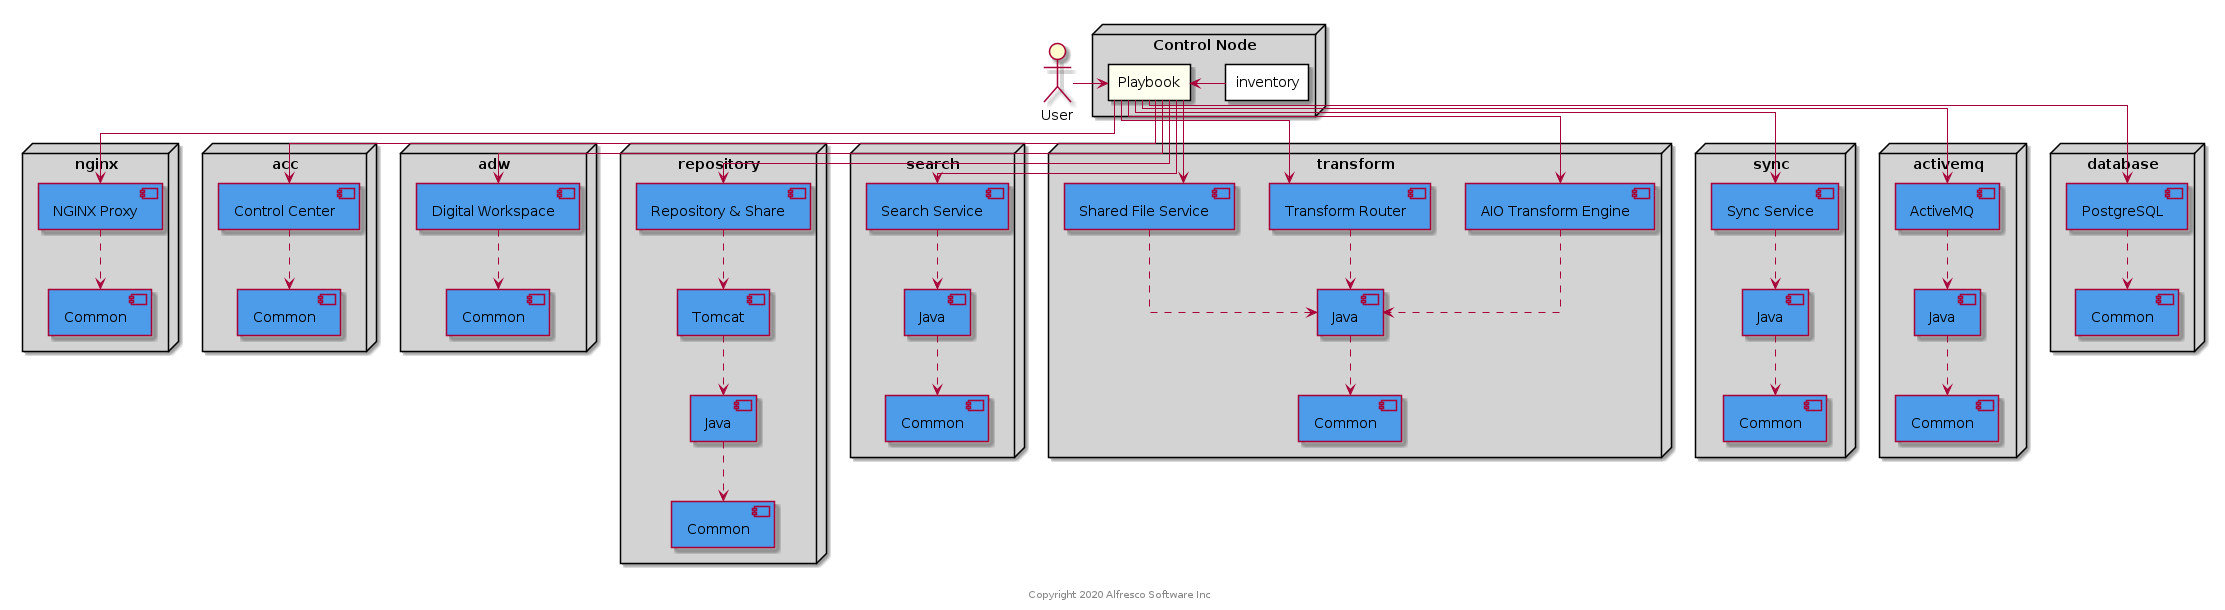 Control Node
Playbook
inventory
User
nginx
acc
adw
repository
search
transform
sync
activemq
database
NGINX Proxy
Control Center
Digital Workspace
Repository & Share
Search Service
Shared File Service
Transform Router
AIO Transform Engine
Sync Service
ActiveMQ
PostgreSQL
Common
Common
Common
Tomcat
Java
Java
Java
Java
Common
Java
Common
Common
Common
Common
Common
Copyright 2020 Alfresco Software Inc